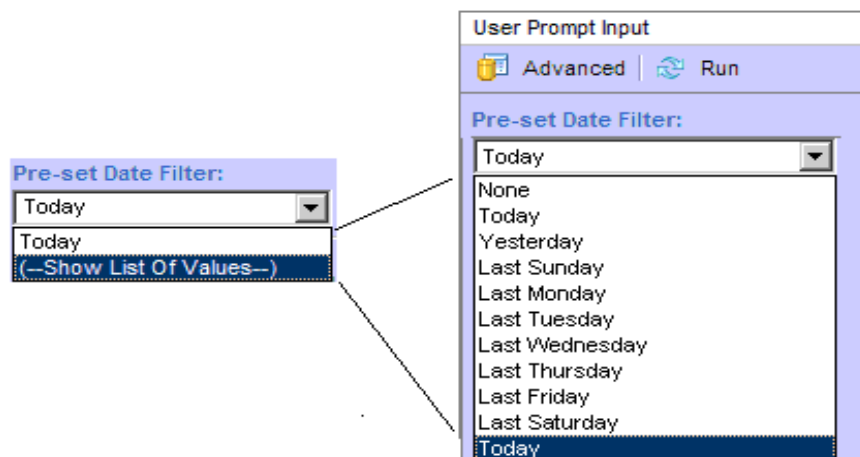 Pre-set Date Filter:
Today
Today
(--Show List Of Values--)
User Prompt Input
Advanced Run
Pre-set Date Filter:
Today
None
Today
Yesterday
Last Sunday
Last Monday
Last Tuesday
Last Wednesday
Last Thursday
Last Friday
Last Saturday
Today